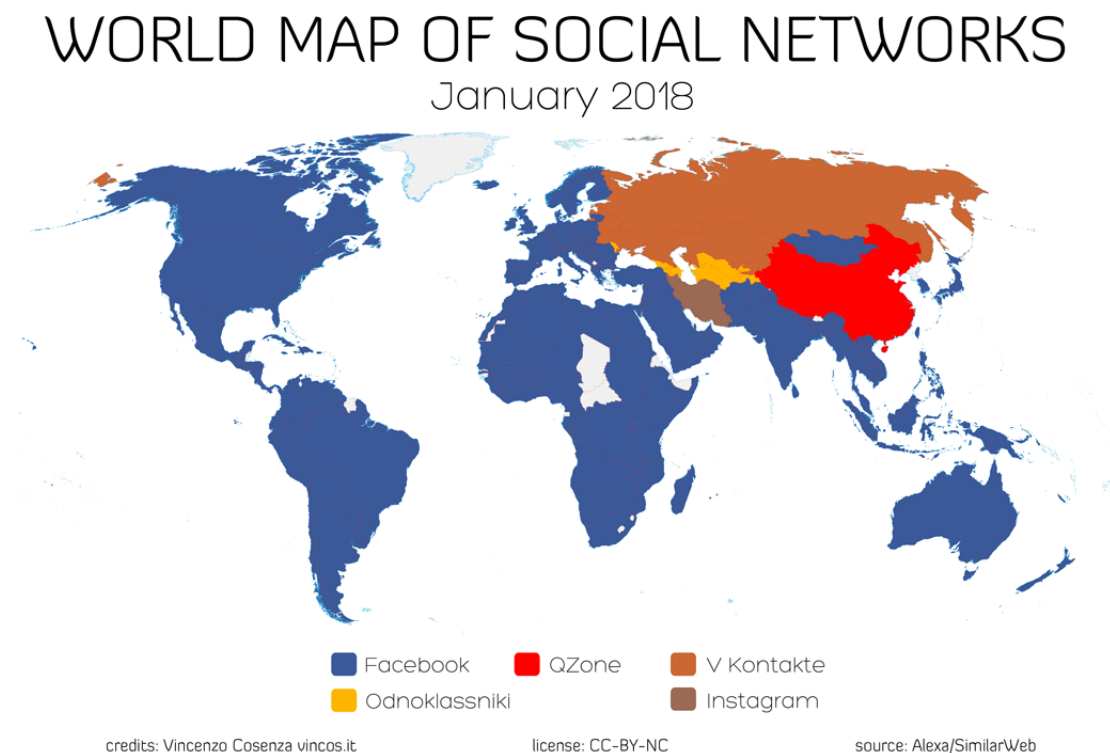 WORLD MAP OF SOCIAL NETWORKS
January 2018
Facebook QZone V Kontakte
Odnoklassniki Instagram
credits: Vincenzo Cosenza vincos.it license: CC-BY-NC source: Alexa/SimilarWeb